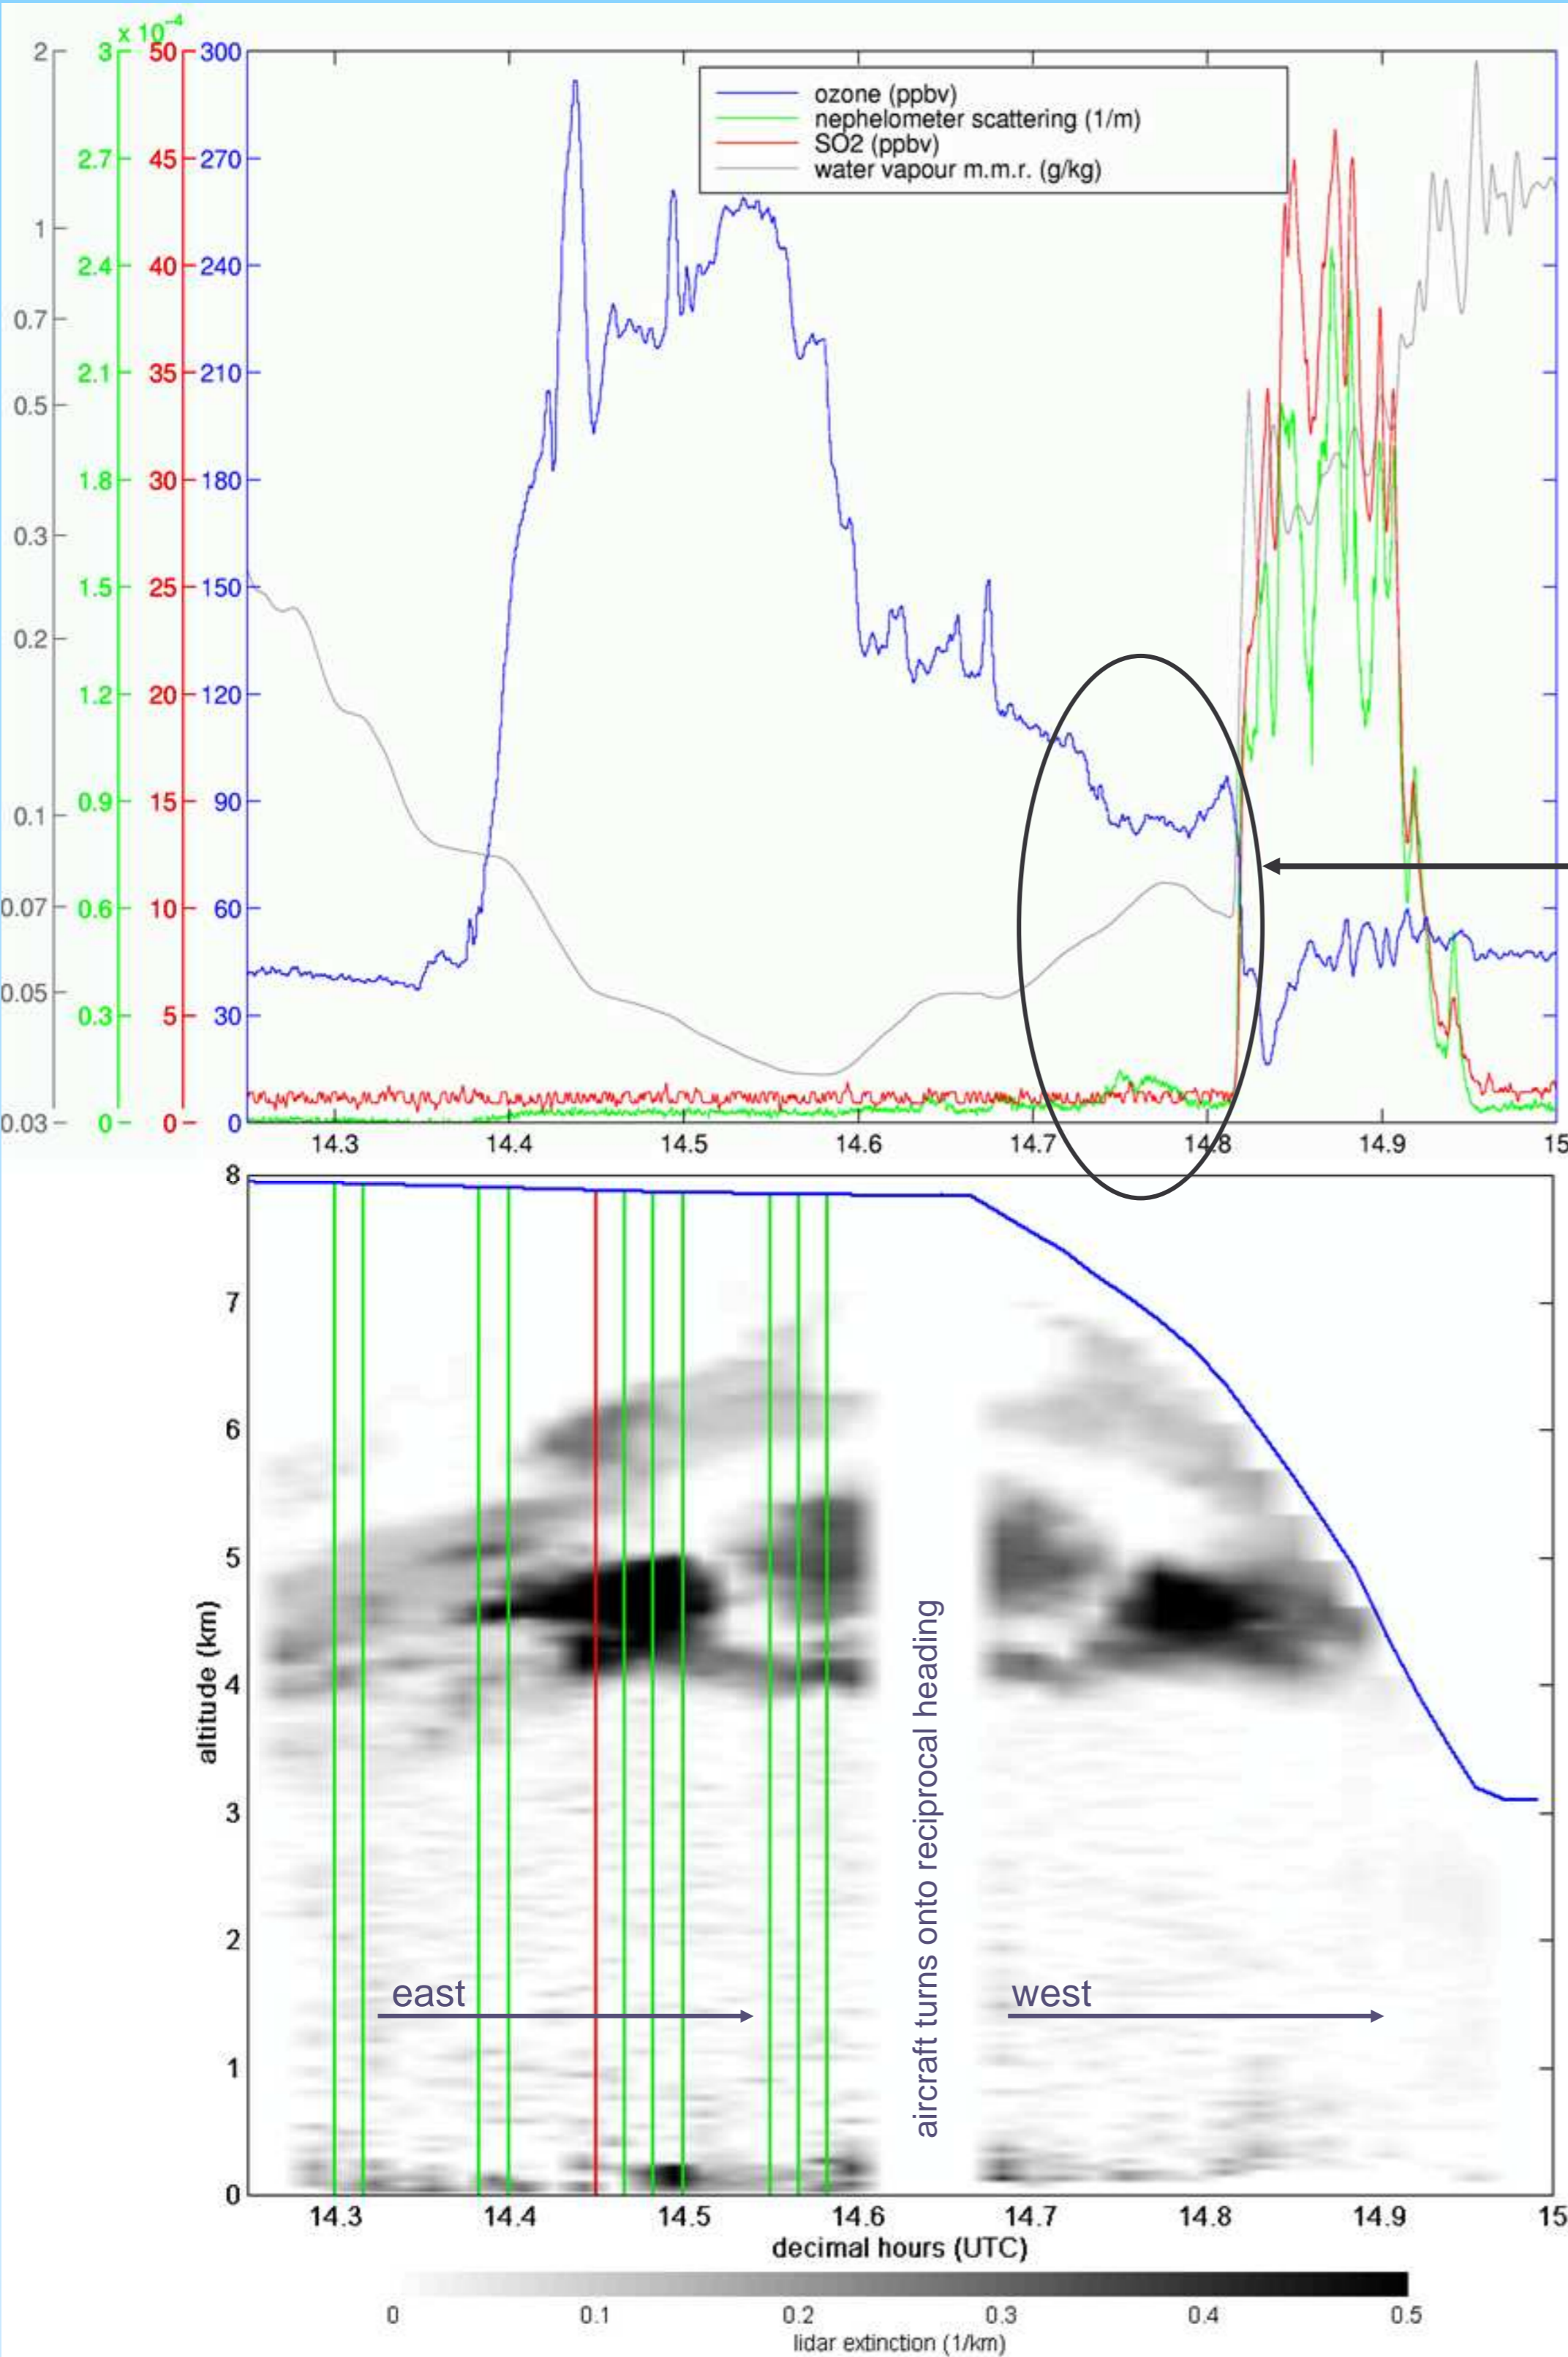 x 10-4
2 3 50 300
2.7 45 270
1 2.4 40 240
0.7 2.1 35 210
0.5 1.8 30 180
0.3 1.5 25 150
0.2 1.2 20 120
0.1 0.9 15 90
0.07 0.6 10 60
0.05 0.3 5 30
0.03 0 0 0
ozone (ppbv)
nephelometer scattering (1/m)
SO2 (ppbv)
water vapour m.m.r. (g/kg)
14.3 14.4 14.5 14.6 14.7 14.8 14.9 15
8
7
6
5
4
3
2
1
0
altitude (km)
east
aircraft turns onto reciprocal heading
west
14.3 14.4 14.5 14.6 14.7 14.8 14.9 15
decimal hours (UTC)
0 0.1 0.2 0.3 0.4 0.5
lidar extinction (1/km)